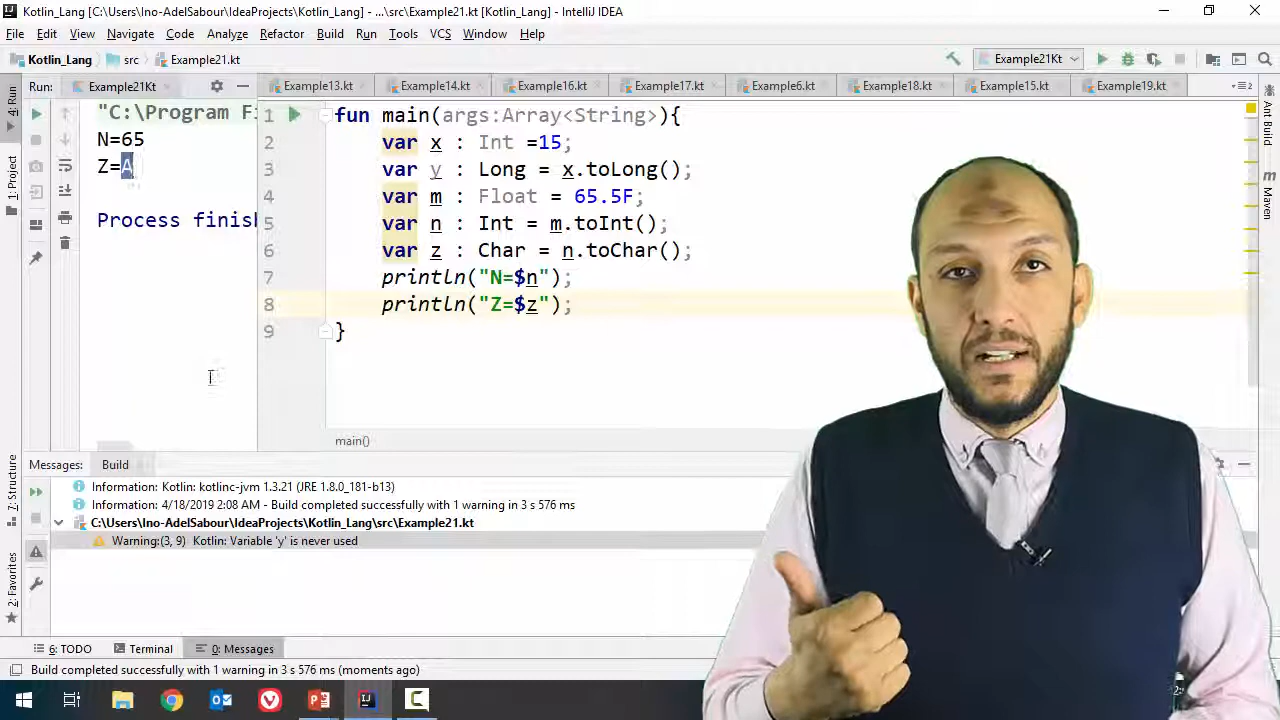 Kotlin_Lang [C:\Users\Ino-AdelSabour\IdeaProjects\Kotlin_Lang] - ...\src\Example21.kt [Kotlin_Lang] - IntelliJ IDEA
File Edit View Navigate Code Analyze Refactor Build Run Tools VCS Window Help
Kotlin_Lang src Example21.kt Example21Kt
Run: Example21Kt Example13.kt Example14.kt Example16.kt Example17.kt Example6.kt Example18.kt Example15.kt Example19.kt
4: Run
1: Project
Z: Structure
2: Favorites
Ant Build
Maven
"C:\Program Fi
N=65
Z=A
Process finish
1 fun main(args:Array<String>){
2 var x : Int =15;
3 var y : Long = x.toLong();
4 var m : Float = 65.5F;
5 var n : Int = m.toInt();
6 var z : Char = n.toChar();
7 println("N=$n");
8 println("Z=$z");
9 }
main()
Messages: Build
Information: Kotlin: kotlinc-jvm 1.3.21 (JRE 1.8.0_181-b13)
Information: 4/18/2019 2:08 AM - Build completed successfully with 1 warning in 3 s 576 ms
C:\Users\Ino-AdelSabour\IdeaProjects\Kotlin_Lang\src\Example21.kt
Warning:(3, 9) Kotlin: Variable 'y' is never used
6: TODO Terminal 0: Messages
Build completed successfully with 1 warning in 3 s 576 ms (moments ago)